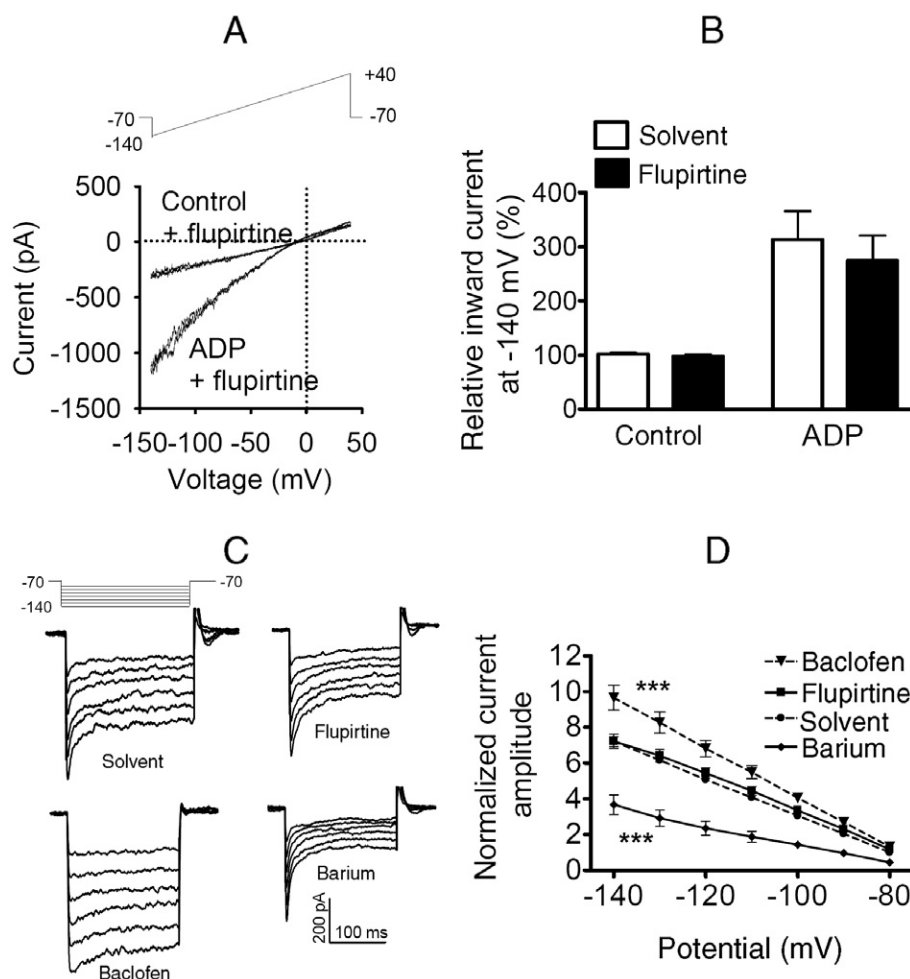 A
+40
-70
-70
-140
500
0
-500
-1000
-1500
Current (pA)
Control
+ flupirtine
ADP
+ flupirtine
-150-100 -50 0 50
Voltage (mV)
B
Solvent
Flupirtine
400
300
200
100
0
Relative inward current
at -140 mV (%)
Control ADP
C
-70 -70
-140
Solvent
Flupirtine
Baclofen
Barium
200 pA
100 ms
D
12
10
8
6
4
2
0
Normalized current
amplitude
***
***
Baclofen
Flupirtine
Solvent
Barium
-140 -120 -100 -80
Potential (mV)